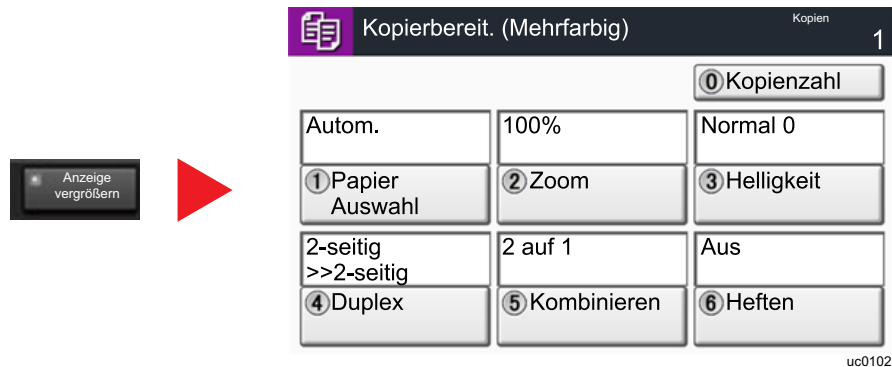 Kopierbereit. (Mehrfarbig)
Kopien
1
0 Kopienzahl
Autom.
100%
Normal 0
Anzeige
vergrößern
1 Papier
Auswahl
2 Zoom
3 Helligkeit
2-seitig
>>2-seitig
2 auf 1
Aus
4 Duplex
5 Kombinieren
6 Heften
uc0102